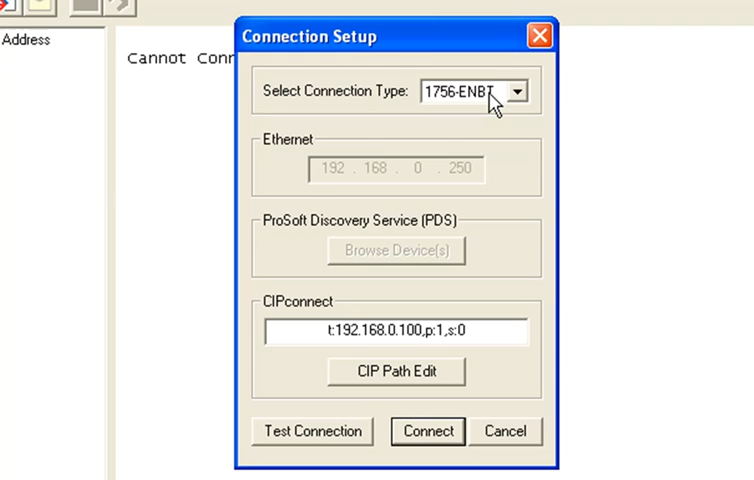 Address
Cannot Conn
Connection Setup
Select Connection Type: 1756-ENBT
Ethernet
192 . 168 . 0 . 250
ProSoft Discovery Service (PDS)
Browse Device(s)
CIPconnect
t:192.168.0.100,p:1,s:0
CIP Path Edit
Test Connection Connect Cancel